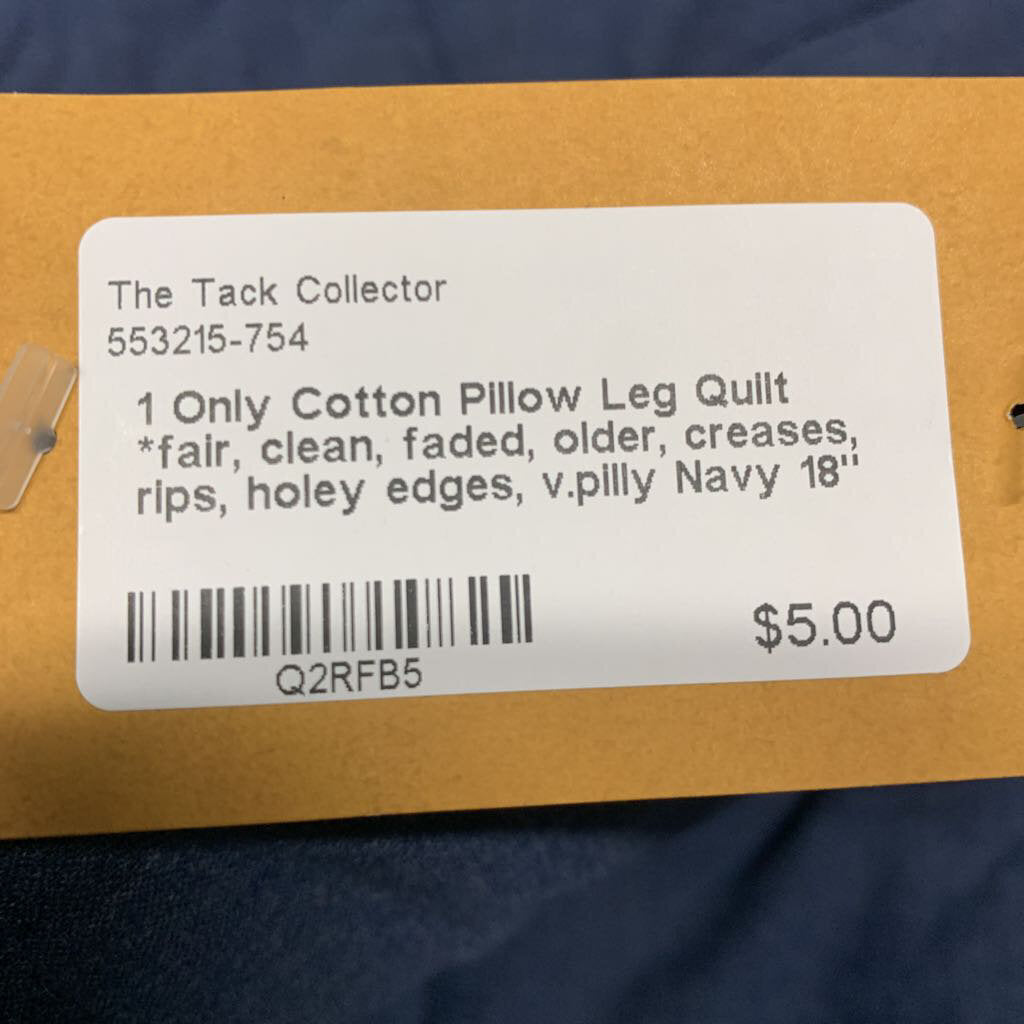 The Tack Collector
553215-754
1 Only Cotton Pillow Leg Quilt
*fair, clean, faded, older, creases,
rips, holey edges, v.pilly Navy 18"
Q2RFB5
$5.00